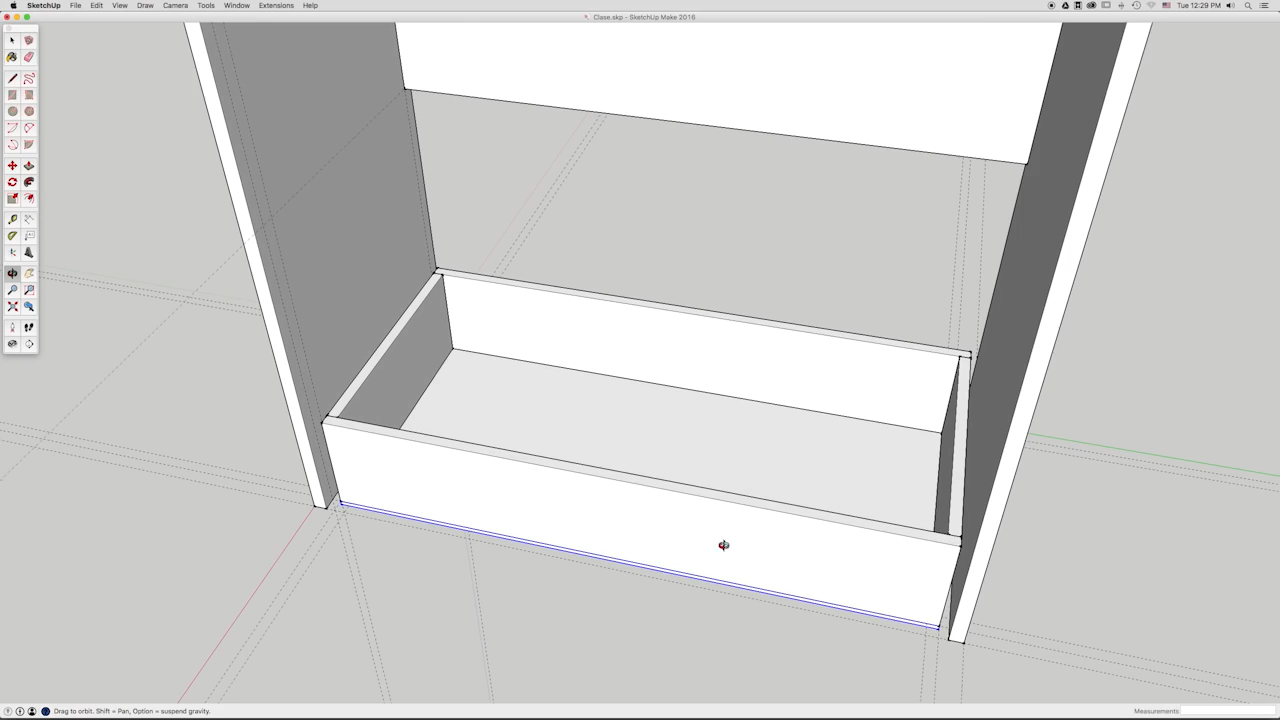 SketchUp File Edit View Draw Camera Tools Window Extensions Help Tue 12:29 PM
Clase.skp - SketchUp Make 2016
Drag to orbit. Shift = Pan, Option = suspend gravity. Measurements